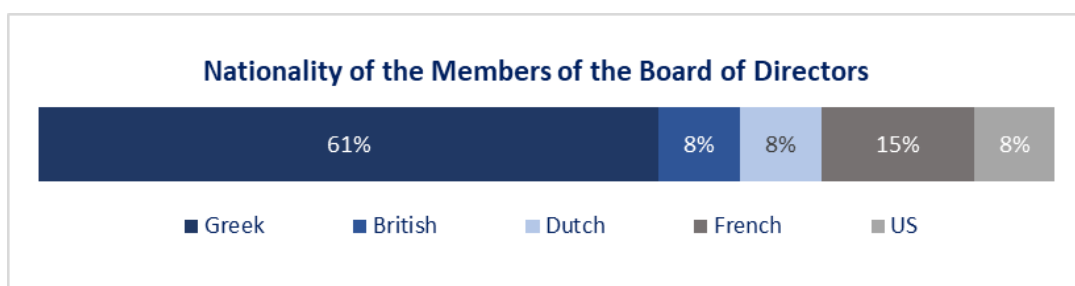 Nationality of the Members of the Board of Directors
61% 8% 8% 15% 8%
Greek British Dutch French US